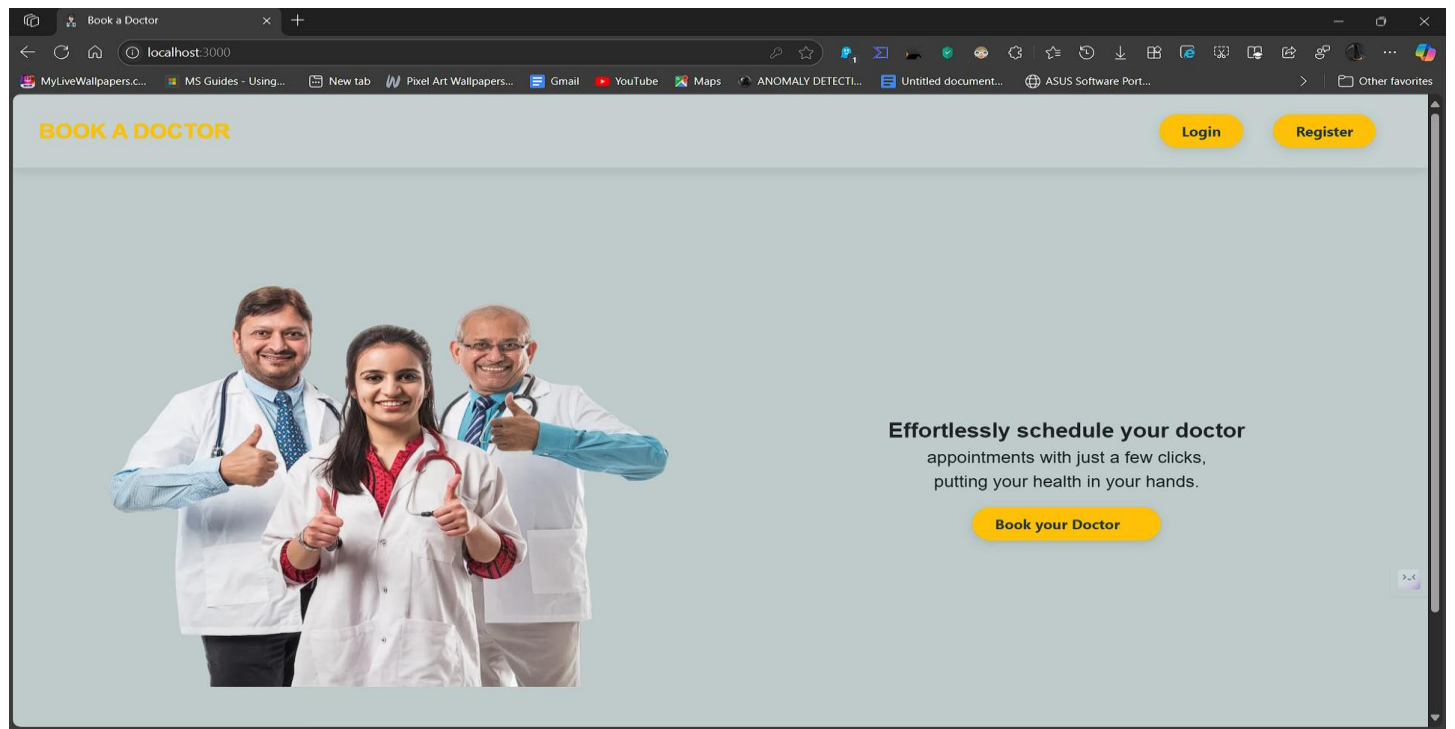 Book a Doctor
localhost:3000
MyLiveWallpapers.c... MS Guides - Using... New tab Pixel Art Wallpapers... Gmail YouTube Maps ANOMALY DETECTI... Untitled document... ASUS Software Port... Other favorites
BOOK A DOCTOR
Login Register
Effortlessly schedule your doctor
appointments with just a few clicks,
putting your health in your hands.
Book your Doctor